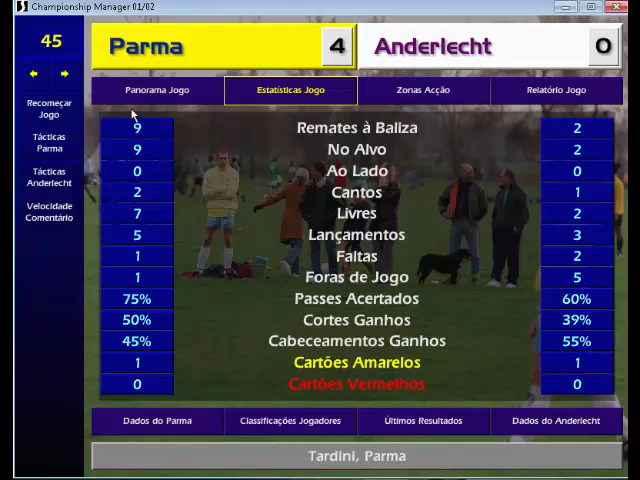 Championship Manager 01/02
45
Parma 4 Anderlecht 0
Panorama Jogo Estatísticas Jogo Zonas Acção Relatório Jogo
Recomeçar
Jogo
Tácticas
Parma
Tácticas
Anderlecht
Velocidade
Comentário
9 Remates à Baliza 2
9 No Alvo 2
0 Ao Lado 0
2 Cantos 1
7 Livres 2
5 Lançamentos 3
1 Faltas 2
1 Foras de Jogo 5
75% Passes Acertados 60%
50% Cortes Ganhos 39%
45% Cabeceamentos Ganhos 55%
1 Cartões Amarelos 1
0 Cartões Vermelhos 0
Dados do Parma Classificações Jogadores Últimos Resultados Dados do Anderlecht
Tardini, Parma